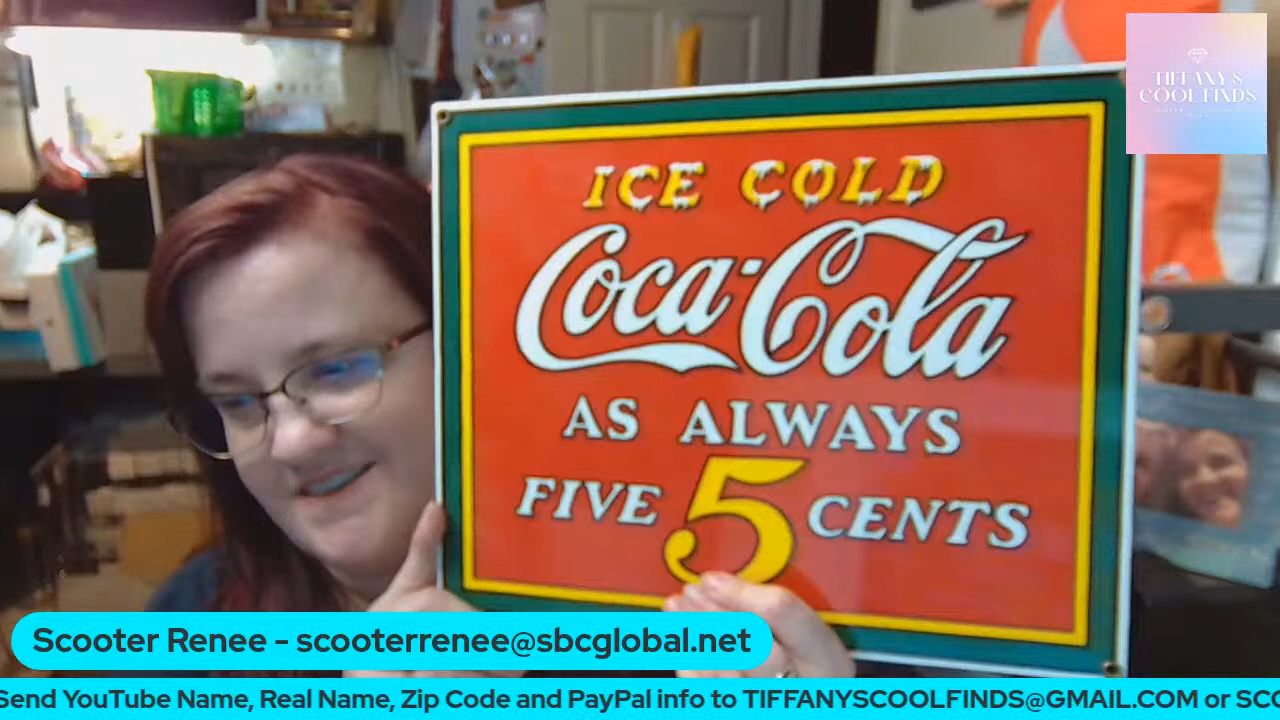 TIFFANY'S
COOL FINDS
ICE COLD
Coca-Cola
AS ALWAYS
FIVE 5 CENTS
Scooter Renee - scooterrenee@sbcglobal.net
Send YouTube Name, Real Name, Zip Code and PayPal info to TIFFANYSCOOLFINDS@GMAIL.COM or SCO